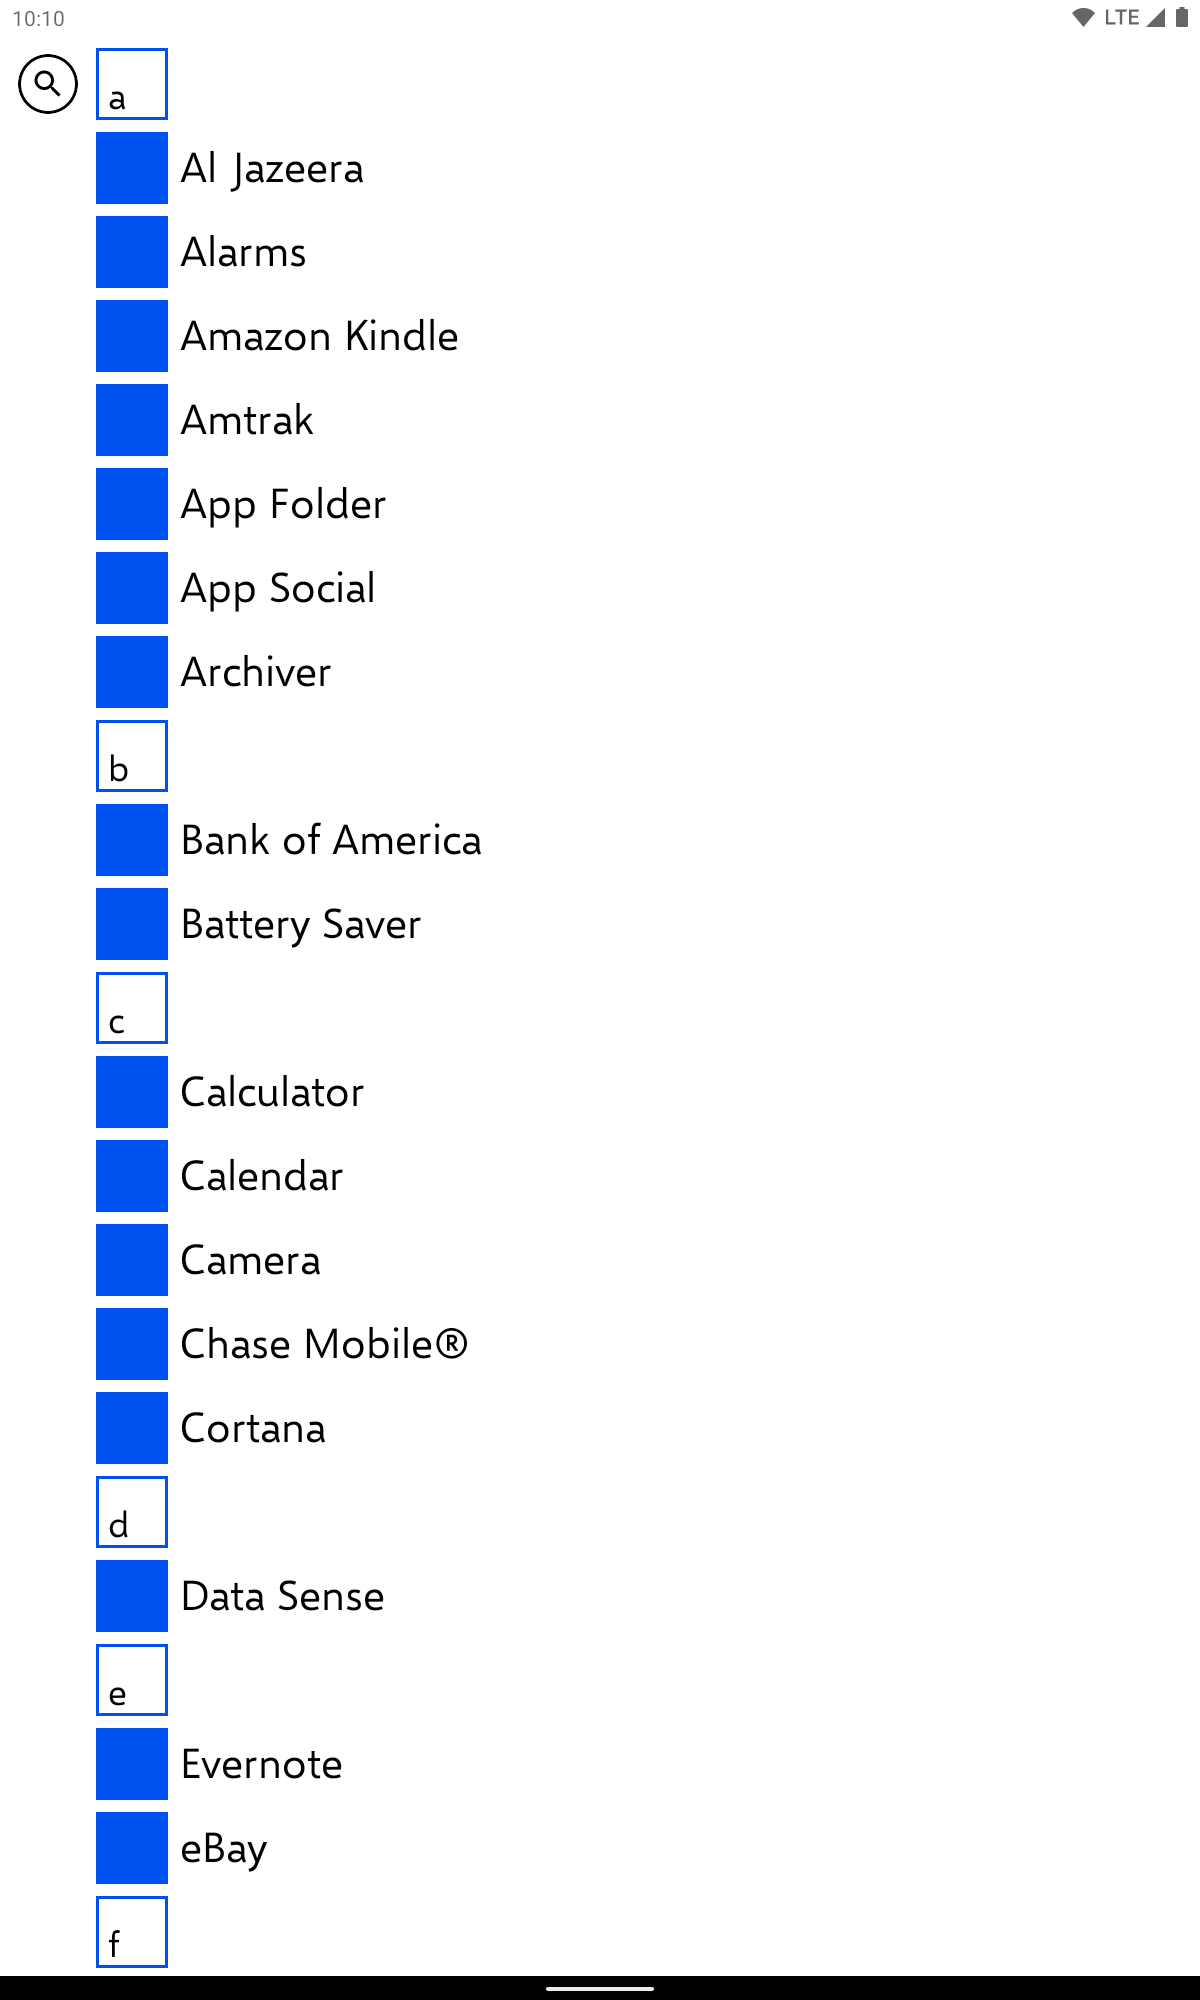 10:10
LTE
a
Al Jazeera
Alarms
Amazon Kindle
Amtrak
App Folder
App Social
Archiver
b
Bank of America
Battery Saver
c
Calculator
Calendar
Camera
Chase Mobile®
Cortana
d
Data Sense
e
Evernote
eBay
f